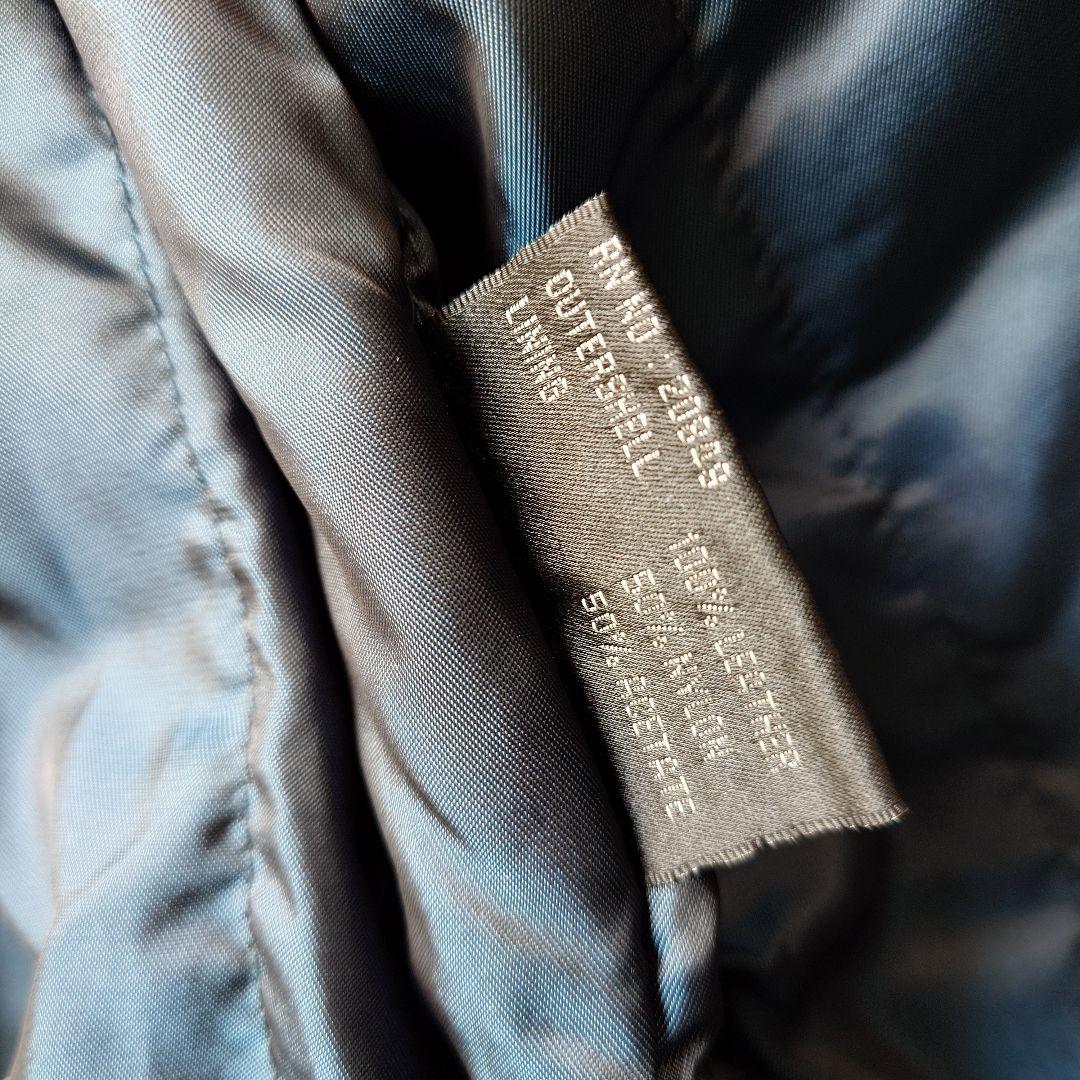 RN NO. 20829
OUTERSHELL 100% LEATHER
LINING 50% NYLON
50% ACETATE